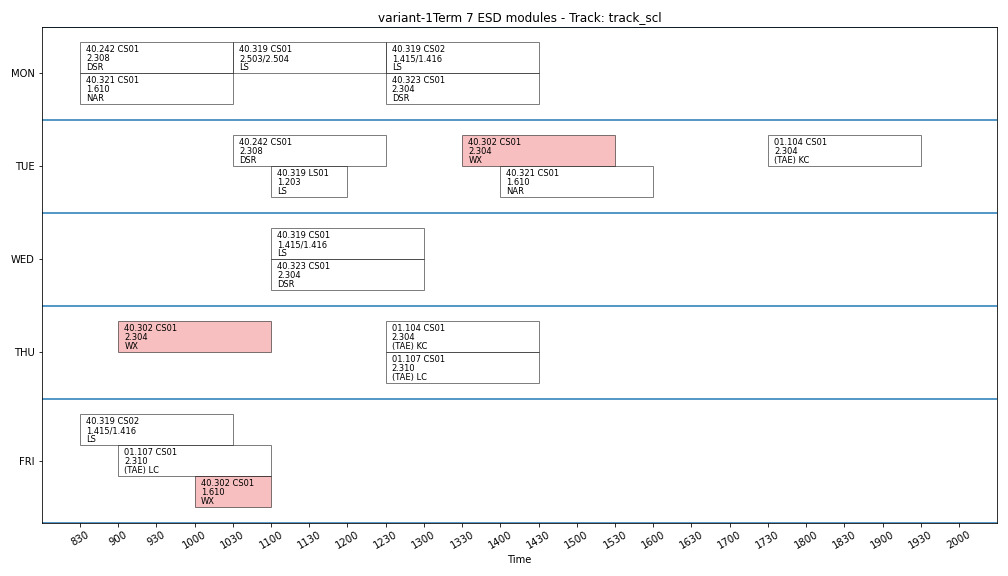 variant-1Term 7 ESD modules - Track: track_scl
MON
40.242 CS01
2.308
DSR
40.319 CS01
2.503/2.504
LS
40.319 CS02
1.415/1.416
LS
40.321 CS01
1.610
NAR
40.323 CS01
2.304
DSR
TUE
40.242 CS01
2.308
DSR
40.302 CS01
2.304
WX
01.104 CS01
2.304
(TAE) KC
40.319 LS01
1.203
LS
40.321 CS01
1.610
NAR
WED
40.319 CS01
1.415/1.416
LS
40.323 CS01
2.304
DSR
THU
40.302 CS01
2.304
WX
01.104 CS01
2.304
(TAE) KC
01.107 CS01
2.310
(TAE) LC
FRI
40.319 CS02
1.415/1.416
LS
01.107 CS01
2.310
(TAE) LC
40.302 CS01
1.610
WX
830 900 930 1000 1030 1100 1130 1200 1230 1300 1330 1400 1430 1500 1530 1600 1630 1700 1730 1800 1830 1900 1930 2000
Time